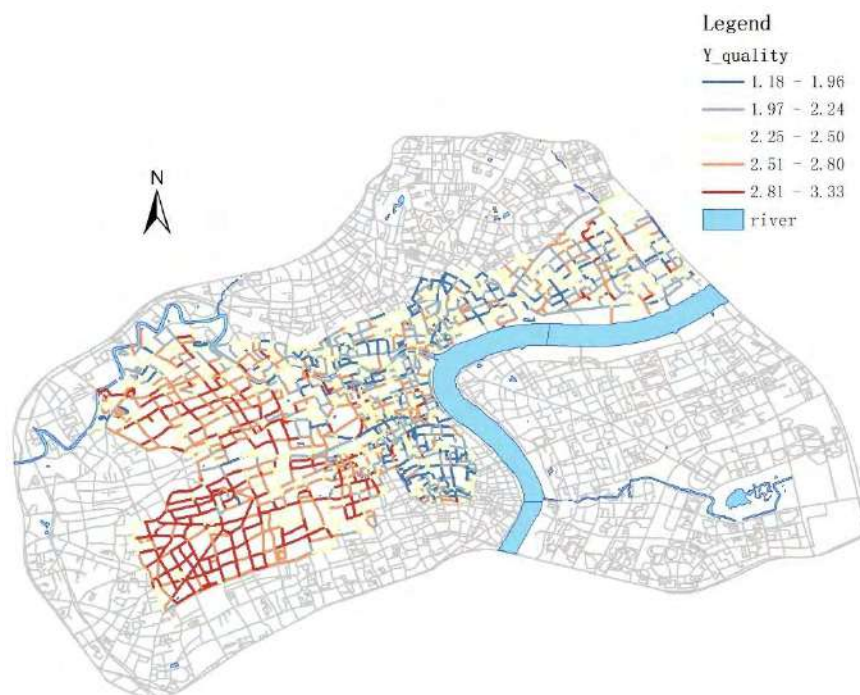 Legend
Y_quality
1.18 - 1.96
1.97 - 2.24
2.25 - 2.50
2.51 - 2.80
2.81 - 3.33
river
N